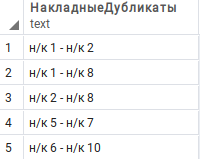 НакладныеДубликаты
text
1 н/к 1 - н/к 2
2 н/к 1 - н/к 8
3 н/к 2 - н/к 8
4 н/к 5 - н/к 7
5 н/к 6 - н/к 10